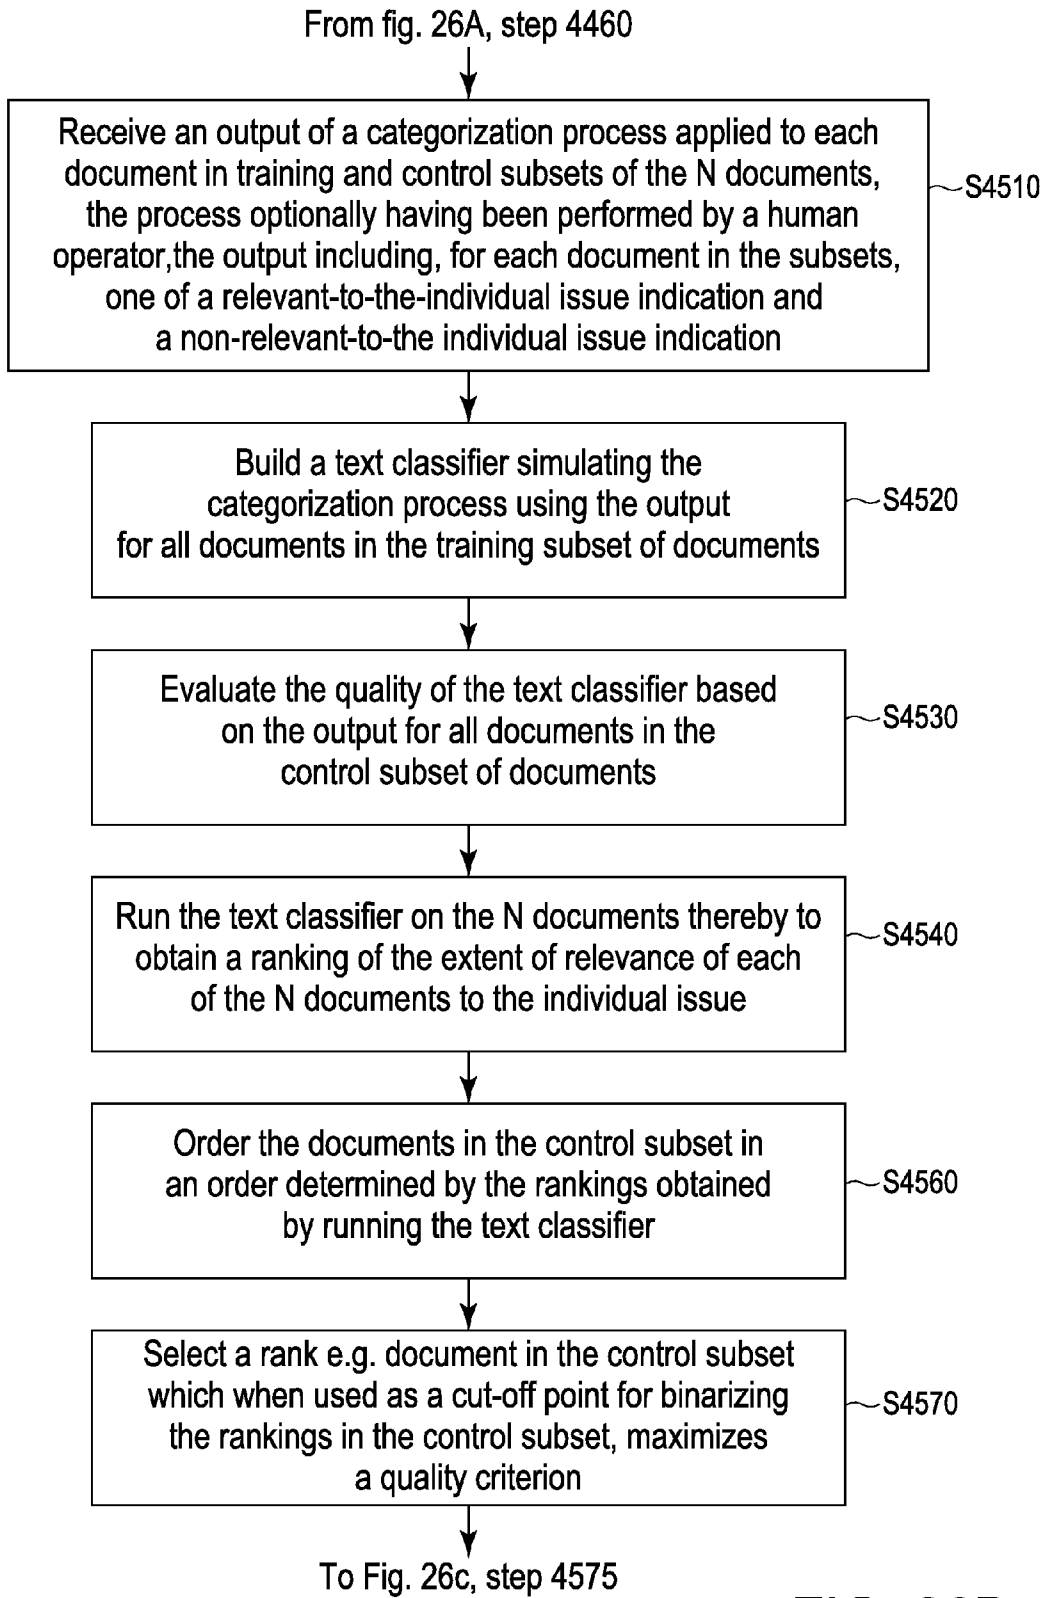 From fig. 26A, step 4460
Receive an output of a categorization process applied to each
document in training and control subsets of the N documents,
the process optionally having been performed by a human
operator,the output including, for each document in the subsets,
one of a relevant-to-the-individual issue indication and
a non-relevant-to-the individual issue indication
S4510
Build a text classifier simulating the
categorization process using the output
for all documents in the training subset of documents
S4520
Evaluate the quality of the text classifier based
on the output for all documents in the
control subset of documents
S4530
Run the text classifier on the N documents thereby to
obtain a ranking of the extent of relevance of each
of the N documents to the individual issue
S4540
Order the documents in the control subset in
an order determined by the rankings obtained
by running the text classifier
S4560
Select a rank e.g. document in the control subset
which when used as a cut-off point for binarizing
the rankings in the control subset, maximizes
a quality criterion
S4570
To Fig. 26c, step 4575